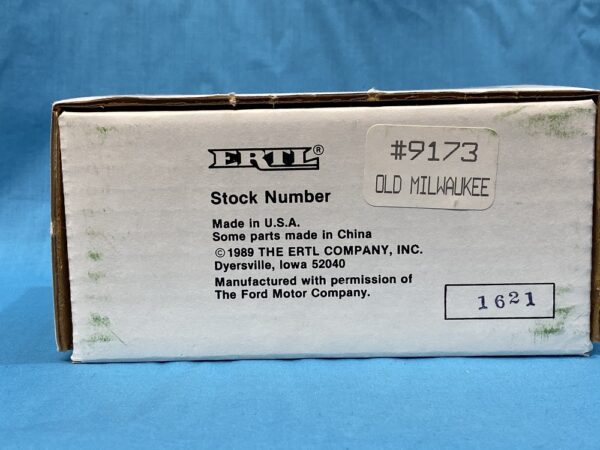 ERTL®
#9173
OLD MILWAUKEE
Stock Number
Made in U.S.A.
Some parts made in China
©1989 THE ERTL COMPANY, INC.
Dyersville, Iowa 52040
Manufactured with permission of
The Ford Motor Company.
1621